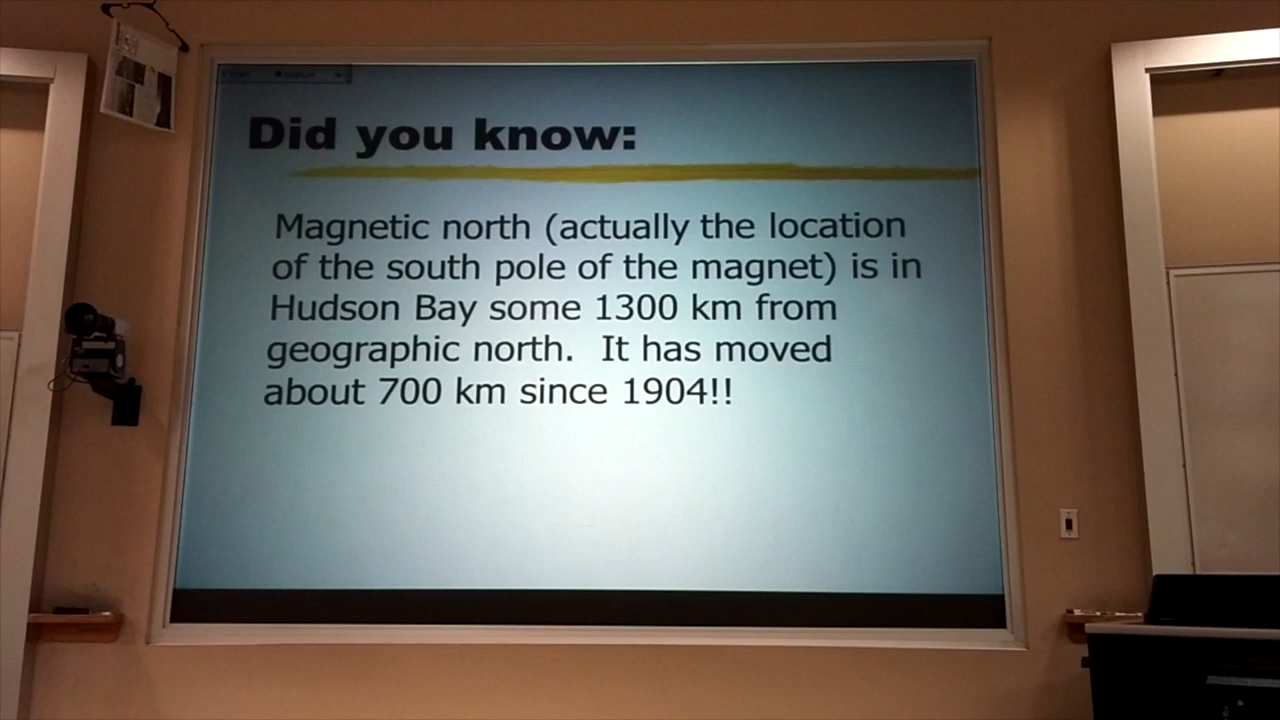 Did you know:
Magnetic north (actually the location
of the south pole of the magnet) is in
Hudson Bay some 1300 km from
geographic north. It has moved
about 700 km since 1904!!